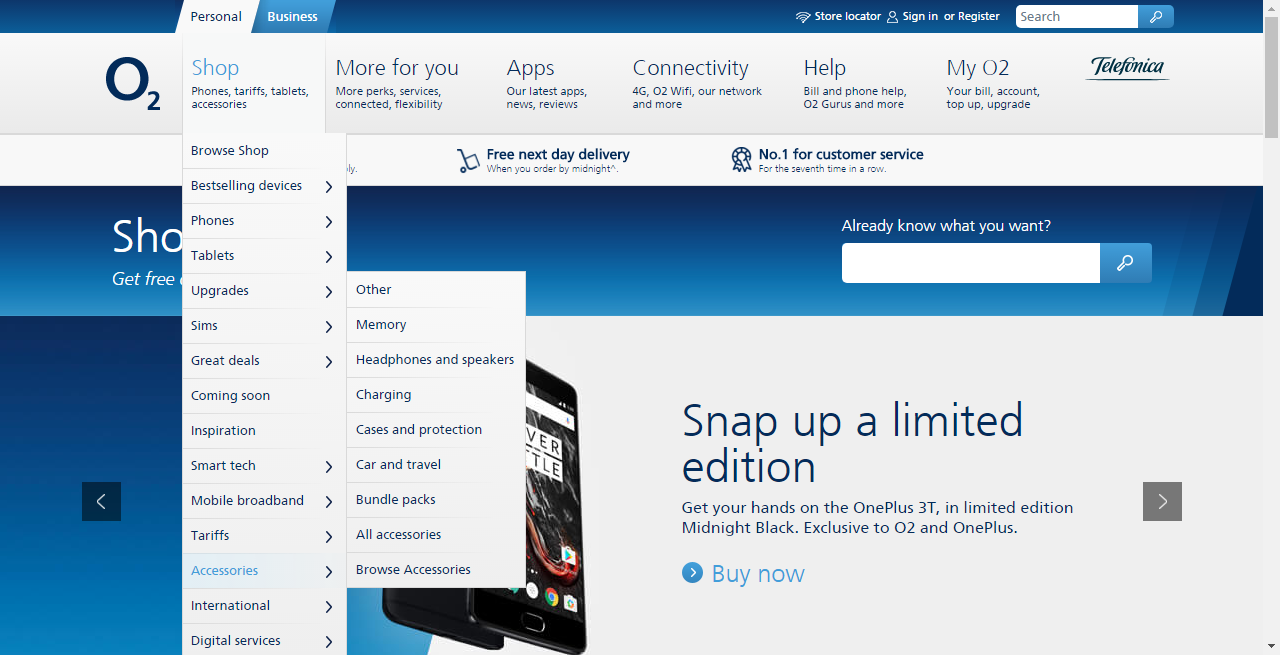 Personal
Business
Store locator
Sign in or Register
Search
O2
Shop
Phones, tariffs, tablets,
accessories
More for you
More perks, services,
connected, flexibility
Apps
Our latest apps,
news, reviews
Connectivity
4G, O2 Wifi, our network
and more
Help
Bill and phone help,
O2 Gurus and more
My O2
Your bill, account,
top up, upgrade
Telefónica
Free next day delivery
When you order by midnight^.
No.1 for customer service
For the seventh time in a row.
Sho
Get free
Already know what you want?
Browse Shop
Bestselling devices
Phones
Tablets
Upgrades
Sims
Great deals
Coming soon
Inspiration
Smart tech
Mobile broadband
Tariffs
Accessories
International
Digital services
Other
Memory
Headphones and speakers
Charging
Cases and protection
Car and travel
Bundle packs
All accessories
Browse Accessories
Snap up a limited
edition
Get your hands on the OnePlus 3T, in limited edition
Midnight Black. Exclusive to O2 and OnePlus.
Buy now